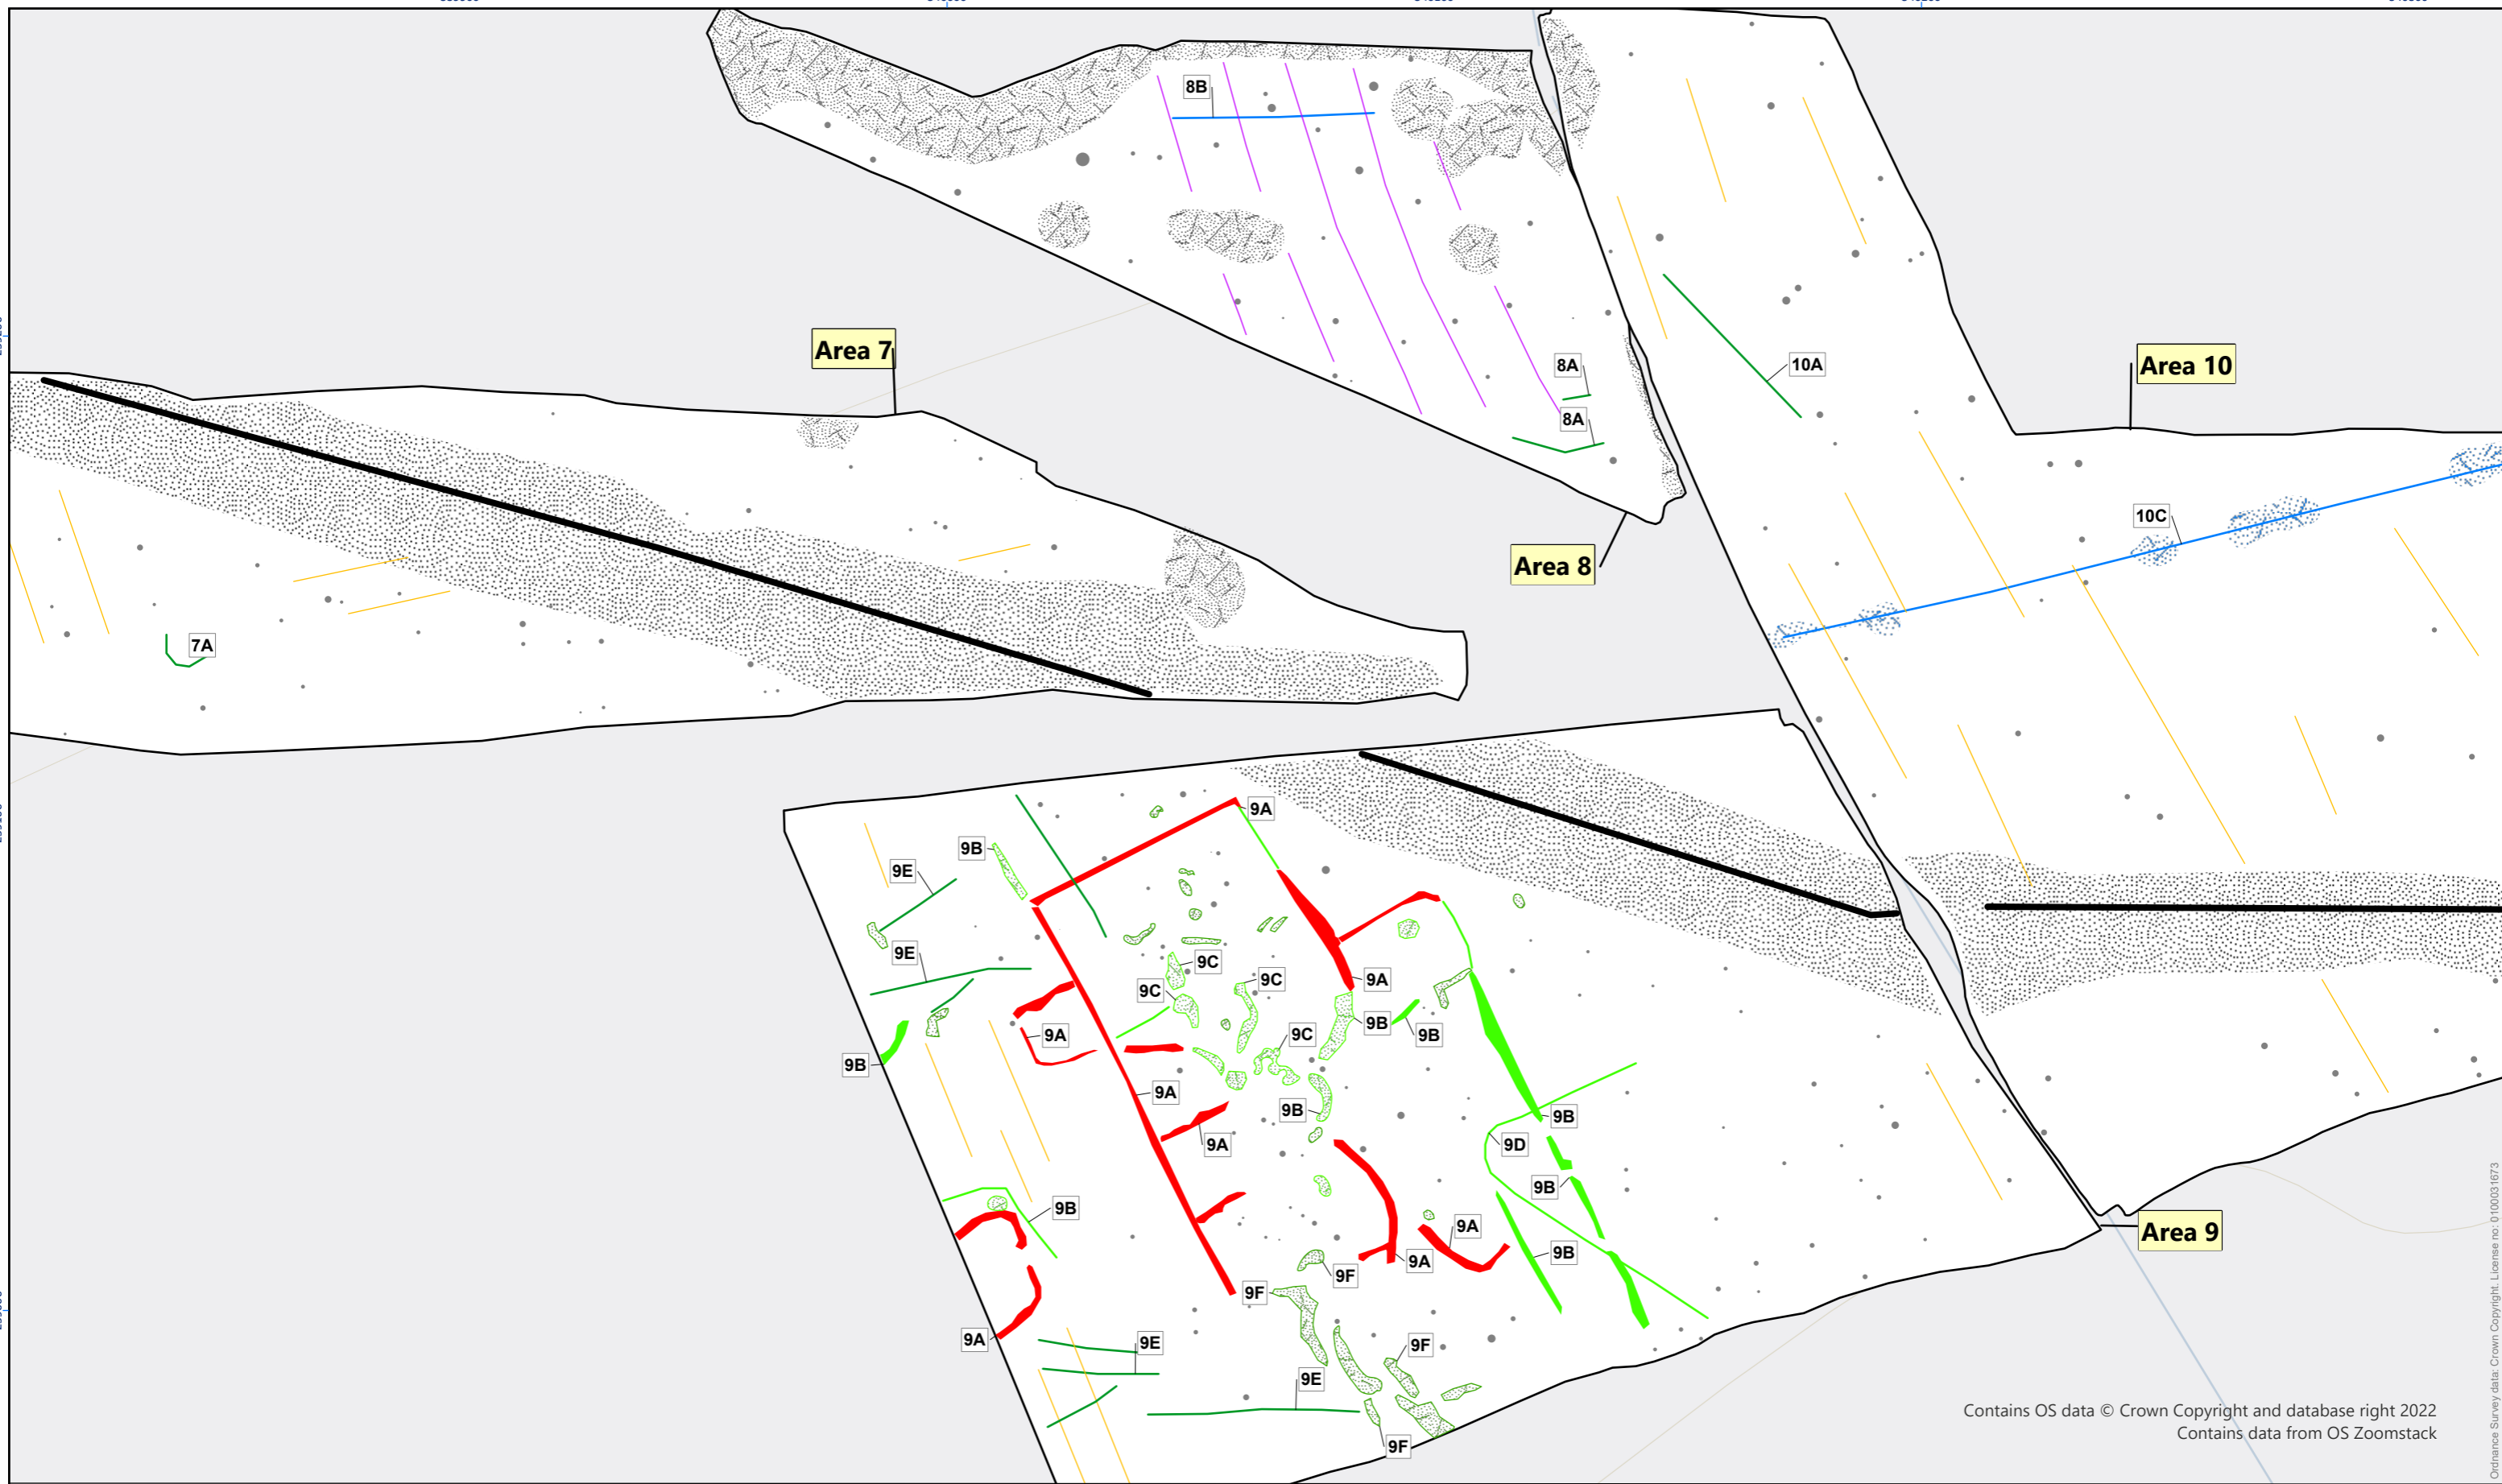 8B
Area 7
8A
8A
10A
Area 10
10C
Area 8
7A
9A
9B
9E
9E
9C
9C
9C
9A
9B
9B
9C
9A
9B
9A
9B
9B
9A
9D
9B
9B
9A
9B
9A
Area 9
9F
9F
9A
9E
9F
9E
9F
Contains OS data © Crown Copyright and database right 2022
Contains data from OS Zoomstack
Ordnance Survey data: Crown Copyright. License no: 0100031673